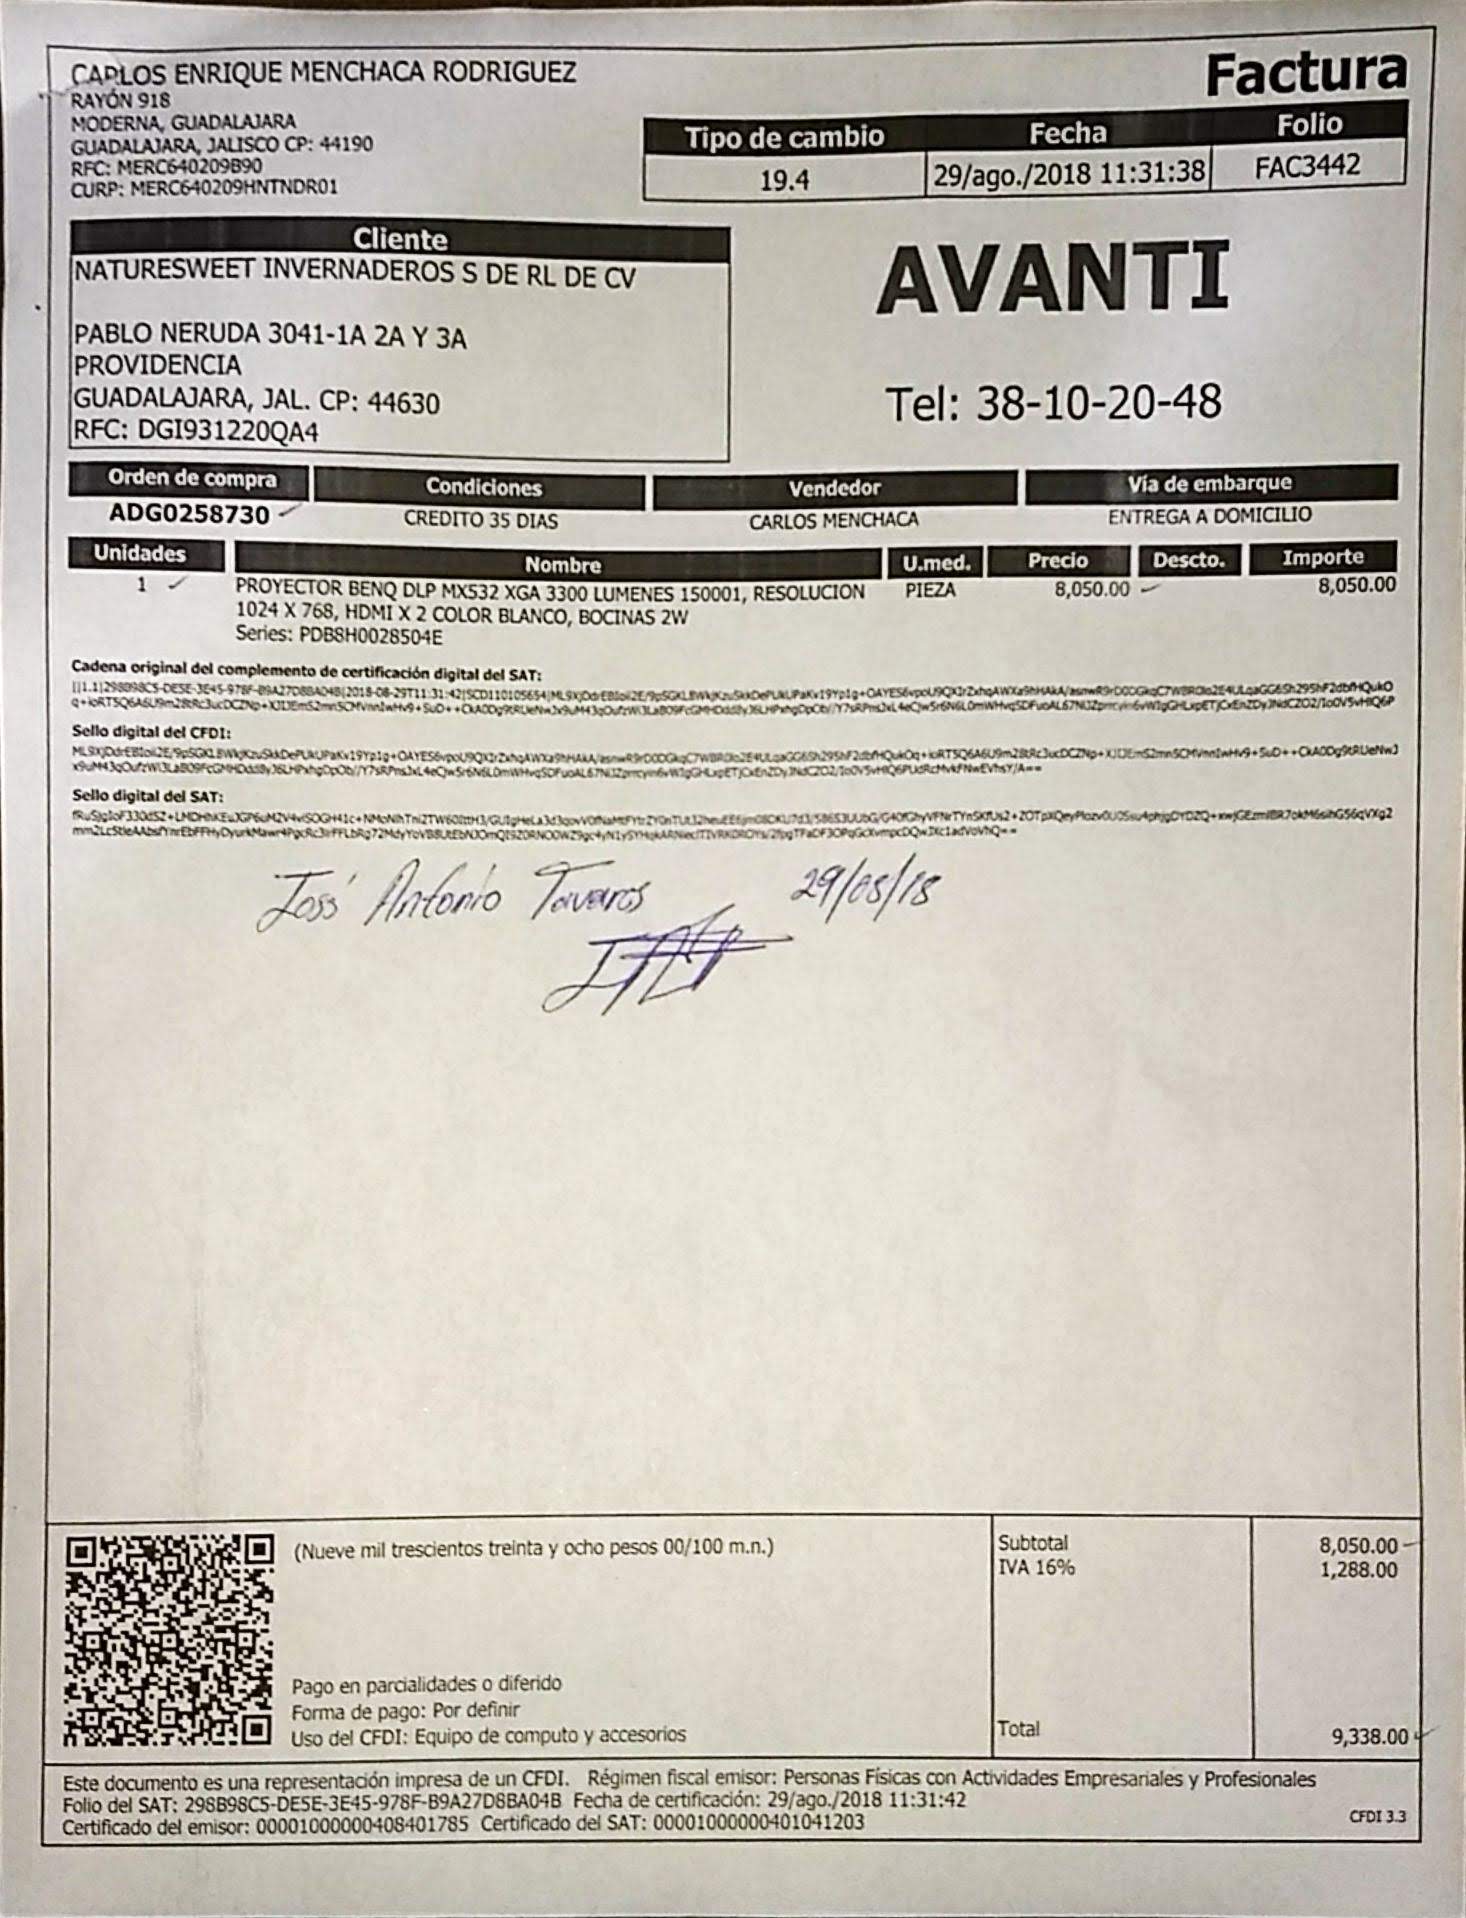 CARLOS ENRIQUE MENCHACA RODRIGUEZ
RAYÓN 918
MODERNA, GUADALAJARA
GUADALAJARA, JALISCO CP: 44190
RFC: MERC640209B90
CURP: MERC640209HNTNDR01
Factura
Tipo de cambio Fecha Folio
19.4 29/ago./2018 11:31:38 FAC3442
Cliente
NATURESWEET INVERNADEROS S DE RL DE CV
PABLO NERUDA 3041-1A 2A Y 3A
PROVIDENCIA
GUADALAJARA, JAL. CP: 44630
RFC: DGI931220QA4
AVANTI
Tel: 38-10-20-48
Orden de compra Condiciones Vendedor Vía de embarque
ADG0258730 CREDITO 35 DIAS CARLOS MENCHACA ENTREGA A DOMICILIO
Unidades Nombre U.med. Precio Descto. Importe
1 PROYECTOR BENQ DLP MX532 XGA 3300 LUMENES 150001, RESOLUCION PIEZA 8,050.00 8,050.00
1024 X 768, HDMI X 2 COLOR BLANCO, BOCINAS 2W
Series: PDB8H0028504E
Cadena original del complemento de certificación digital del SAT:
Sello digital del CFDI:
Sello digital del SAT:
José Antonio Tavares 29/08/18
(Nueve mil trescientos treinta y ocho pesos 00/100 m.n.)
Subtotal 8,050.00
IVA 16% 1,288.00
Pago en parcialidades o diferido
Forma de pago: Por definir
Uso del CFDI: Equipo de computo y accesorios
Total 9,338.00
Este documento es una representación impresa de un CFDI. Régimen fiscal emisor: Personas Físicas con Actividades Empresariales y Profesionales
Folio del SAT: 298B98C5-DE5E-3E45-978F-B9A27D8BA04B Fecha de certificación: 29/ago./2018 11:31:42
Certificado del emisor: 00001000000408401785 Certificado del SAT: 00001000000401041203
CFDI 3.3